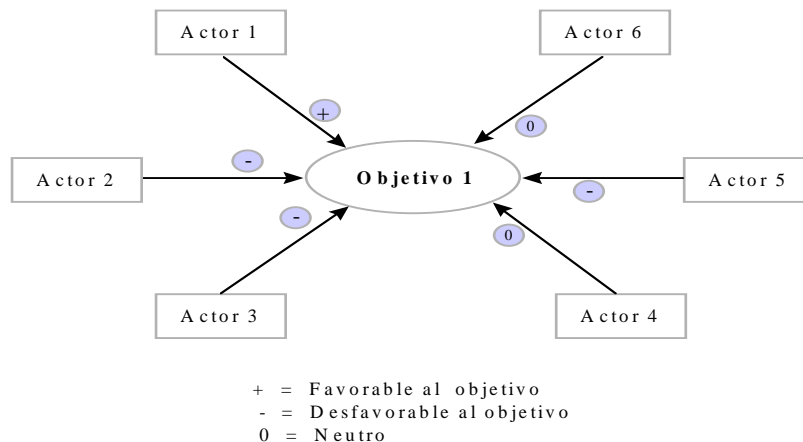 Actor 1
Actor 6
+
0
Actor 2
-
Objetivo 1
-
Actor 5
-
0
Actor 3
Actor 4
+ = Favorable al objetivo
- = Desfavorable al objetivo
0 = Neutro